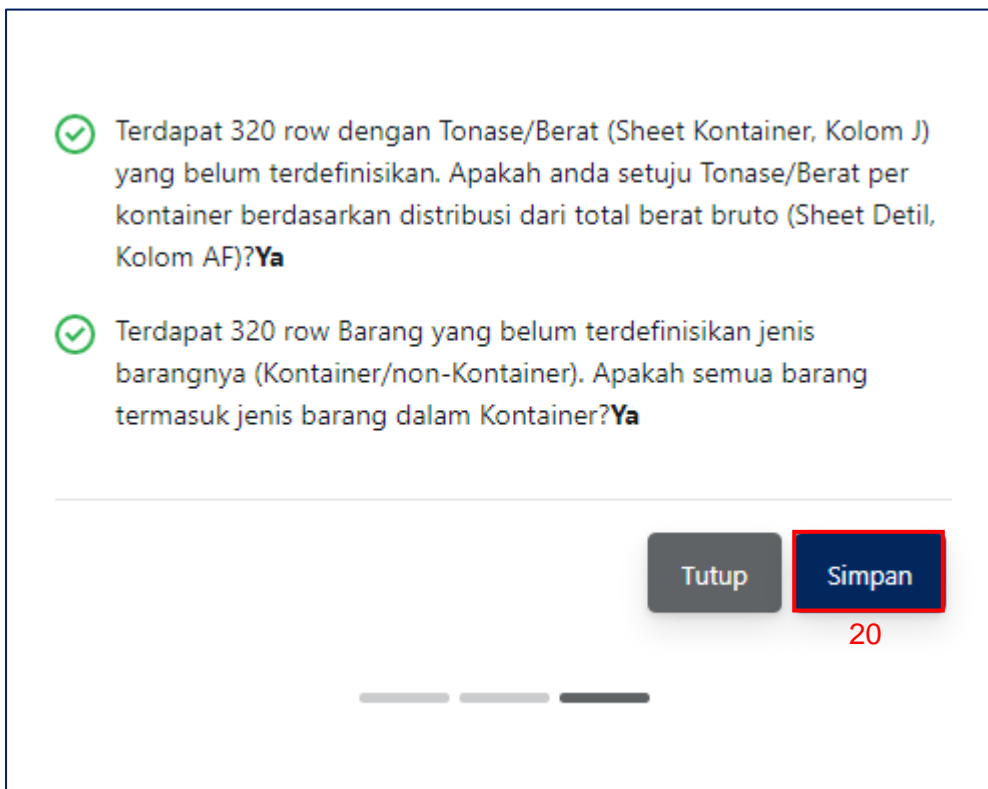 Terdapat 320 row dengan Tonase/Berat (Sheet Kontainer, Kolom J)
yang belum terdefinisikan. Apakah anda setuju Tonase/Berat per
kontainer berdasarkan distribusi dari total berat bruto (Sheet Detil,
Kolom AF)?Ya
Terdapat 320 row Barang yang belum terdefinisikan jenis
barangnya (Kontainer/non-Kontainer). Apakah semua barang
termasuk jenis barang dalam Kontainer?Ya
Tutup
Simpan
20